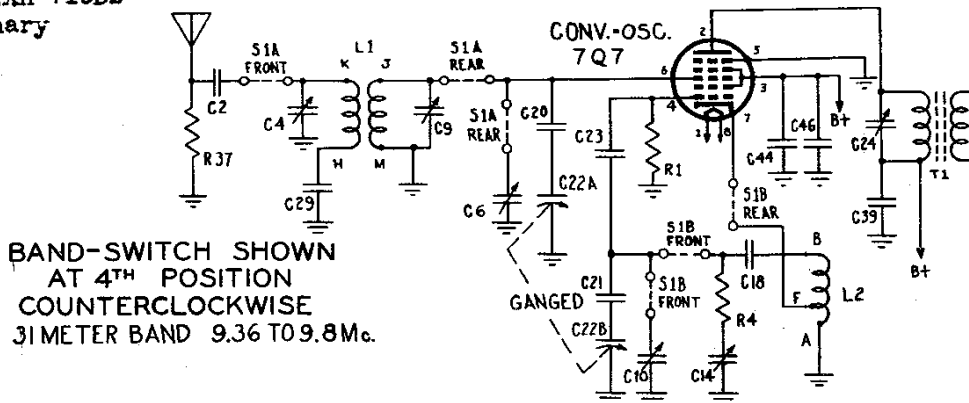 S1A
FRONT
K
L1
J
S1A
REAR
CONV.-OSC.
7Q7
2
5
6
3
4
7
1
8
C2
C4
C9
S1A
REAR
C20
C23
R1
C44
C46
B+
C24
T1
R37
H
M
C29
C6
C22A
S1B
REAR
C39
B+
BAND-SWITCH SHOWN
AT 4TH POSITION
COUNTERCLOCKWISE
31 METER BAND 9.36 TO 9.8 Mc.
GANGED
S1B
FRONT
B
C21
S1B
FRONT
C18
F
L2
C22B
R4
A
C16
C14